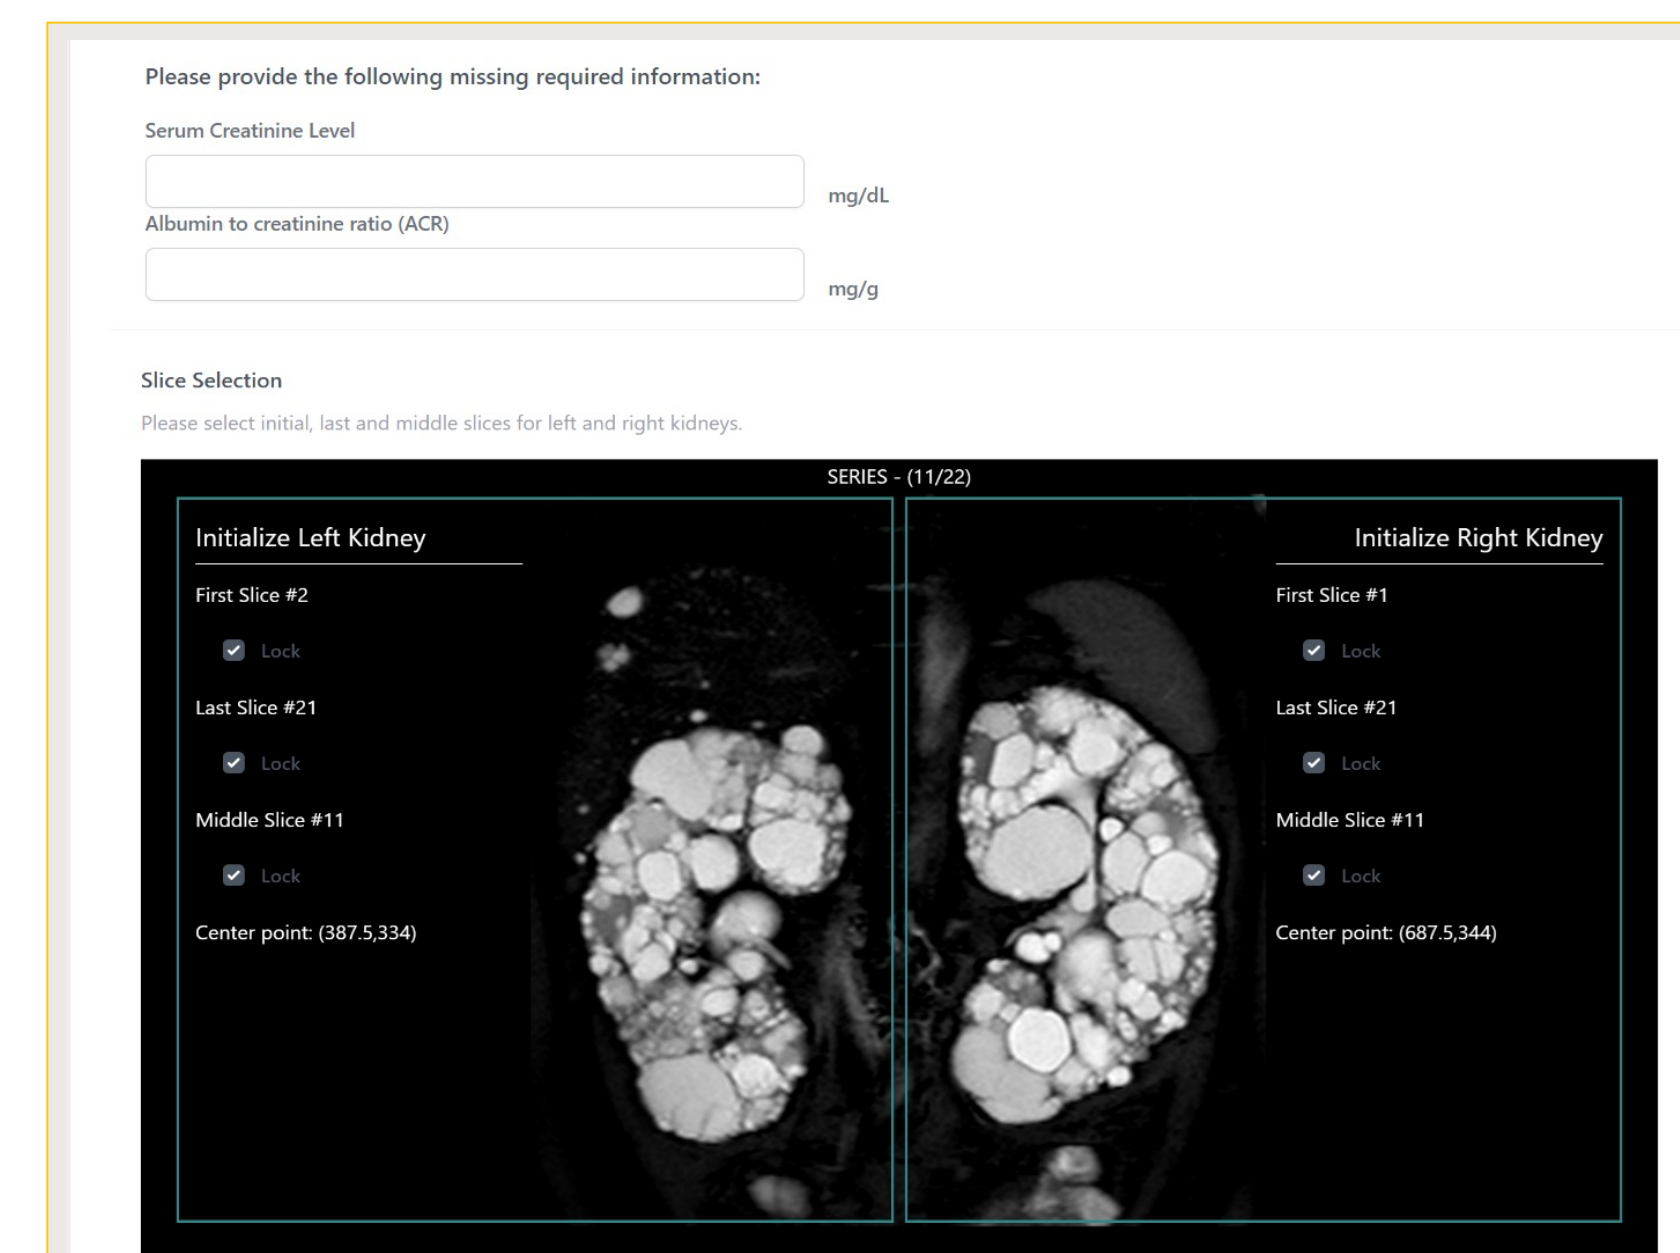 Please provide the following missing required information:
Serum Creatinine Level
mg/dL
Albumin to creatinine ratio (ACR)
mg/g
Slice Selection
Please select initial, last and middle slices for left and right kidneys.
SERIES - (11/22)
Initialize Left Kidney
First Slice #2
Lock
Last Slice #21
Lock
Middle Slice #11
Lock
Center point: (387.5,334)
Initialize Right Kidney
First Slice #1
Lock
Last Slice #21
Lock
Middle Slice #11
Lock
Center point: (687.5,344)